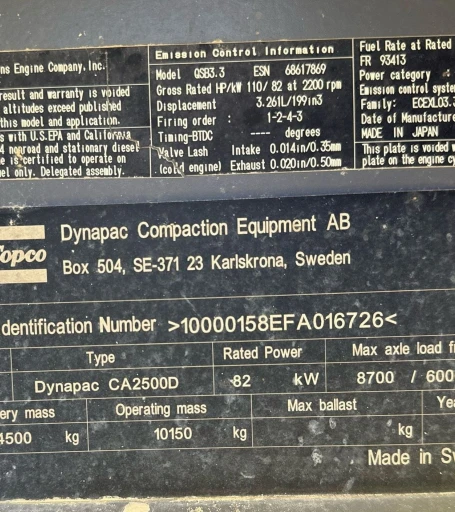 ns Engine Company, Inc.
result and warranty is voided
altitudes exceed published
this model and application.
s with U.S.EPA and California
4 nonroad and stationary diesel
e is certified to operate on
el only. Delegated assembly.
Emission Control Information
Model QSB3.3 ESN 68617869
Gross Rated HP/kW 110/ 82 at 2200 rpm
Displacement 3.261L/199in3
Firing order : 1-2-4-3
Timing-BTDC ---- degrees
Valve Lash Intake 0.014in/0.35mm
(cold engine) Exhaust 0.020in/0.50mm
Fuel Rate at Rated
FR 93413
Power category :
Emission control syste
Family: ECEXL03.3
Date of Manufacture
MADE IN JAPAN
This plate is voided w
plate on the engine cy
Copco
Dynapac Compaction Equipment AB
Box 504, SE-371 23 Karlskrona, Sweden
dentification Number >10000158EFA016726<
Type Rated Power Max axle load f
Dynapac CA2500D 82 kW 8700 / 600
ery mass Operating mass Max ballast Ye
4500 kg 10150 kg kg
Made in Sw